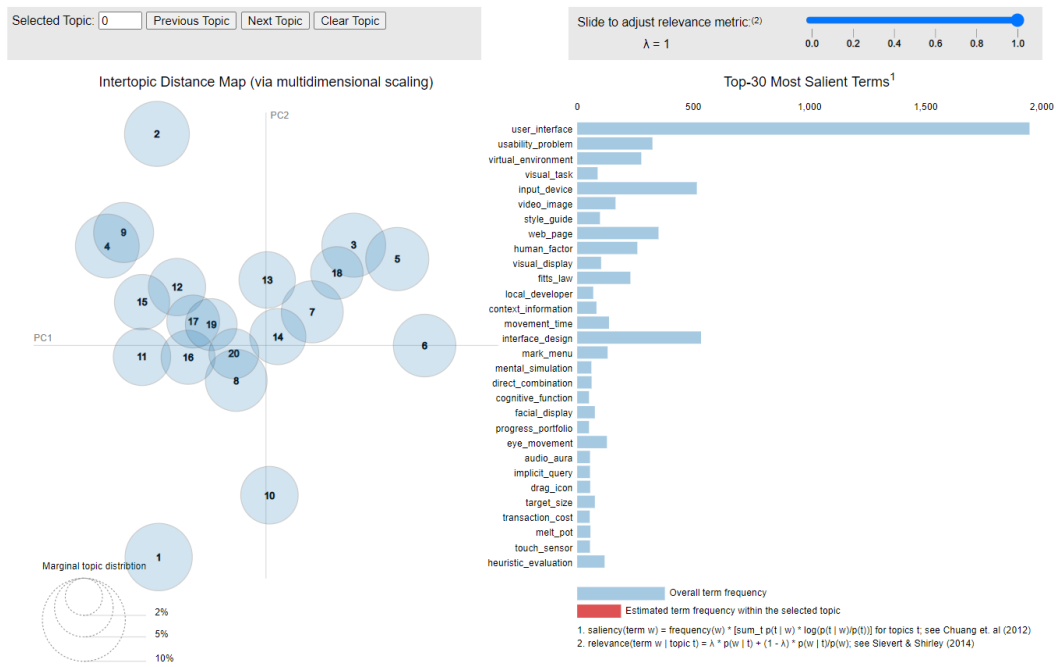 Selected Topic: 0 Previous Topic Next Topic Clear Topic
Slide to adjust relevance metric:(2)
λ = 1
0.0 0.2 0.4 0.6 0.8 1.0
Intertopic Distance Map (via multidimensional scaling)
PC2
PC1
2
9
4
3
5
18
13
12
15
7
17
19
14
6
20
11
16
8
10
1
Marginal topic distribtion
2%
5%
10%
Top-30 Most Salient Terms1
0 500 1,000 1,500 2,000
user_interface
usability_problem
virtual_environment
visual_task
input_device
video_image
style_guide
web_page
human_factor
visual_display
fitts_law
local_developer
context_information
movement_time
interface_design
mark_menu
mental_simulation
direct_combination
cognitive_function
facial_display
progress_portfolio
eye_movement
audio_aura
implicit_query
drag_icon
target_size
transaction_cost
melt_pot
touch_sensor
heuristic_evaluation
Overall term frequency
Estimated term frequency within the selected topic
1. saliency(term w) = frequency(w) * [sum_t p(t | w) * log(p(t | w)/p(t))] for topics t; see Chuang et. al (2012)
2. relevance(term w | topic t) = λ * p(w | t) + (1 - λ) * p(w | t)/p(w); see Sievert & Shirley (2014)